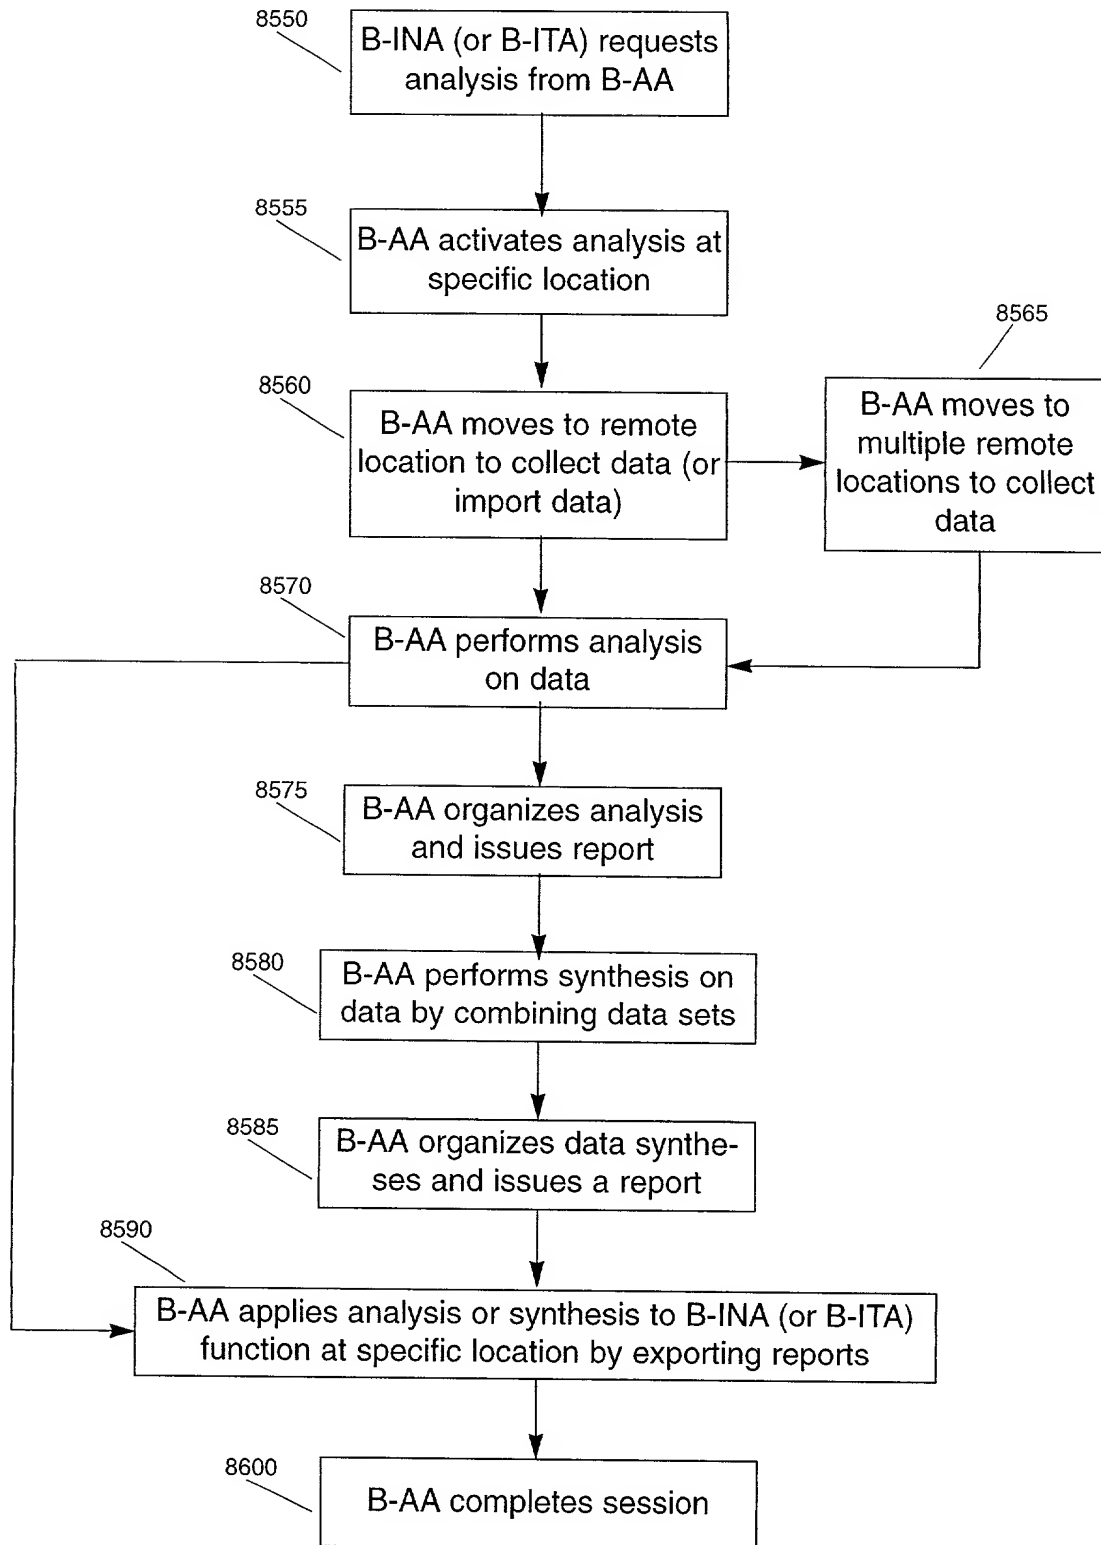 8550
B-INA (or B-ITA) requests
analysis from B-AA
8555
B-AA activates analysis at
specific location
8560
B-AA moves to remote
location to collect data (or
import data)
8565
B-AA moves to
multiple remote
locations to collect
data
8570
B-AA performs analysis
on data
8575
B-AA organizes analysis
and issues report
8580
B-AA performs synthesis on
data by combining data sets
8585
B-AA organizes data synthe-
ses and issues a report
8590
B-AA applies analysis or synthesis to B-INA (or B-ITA)
function at specific location by exporting reports
8600
B-AA completes session